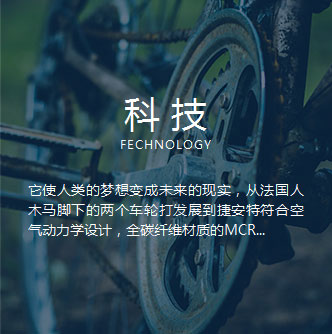 科技
FECHNOLOGY
它使人类的梦想变成未来的现实，从法国人
木马脚下的两个车轮打发展到捷安特符合空
气动力学设计，全碳纤维材质的MCR...